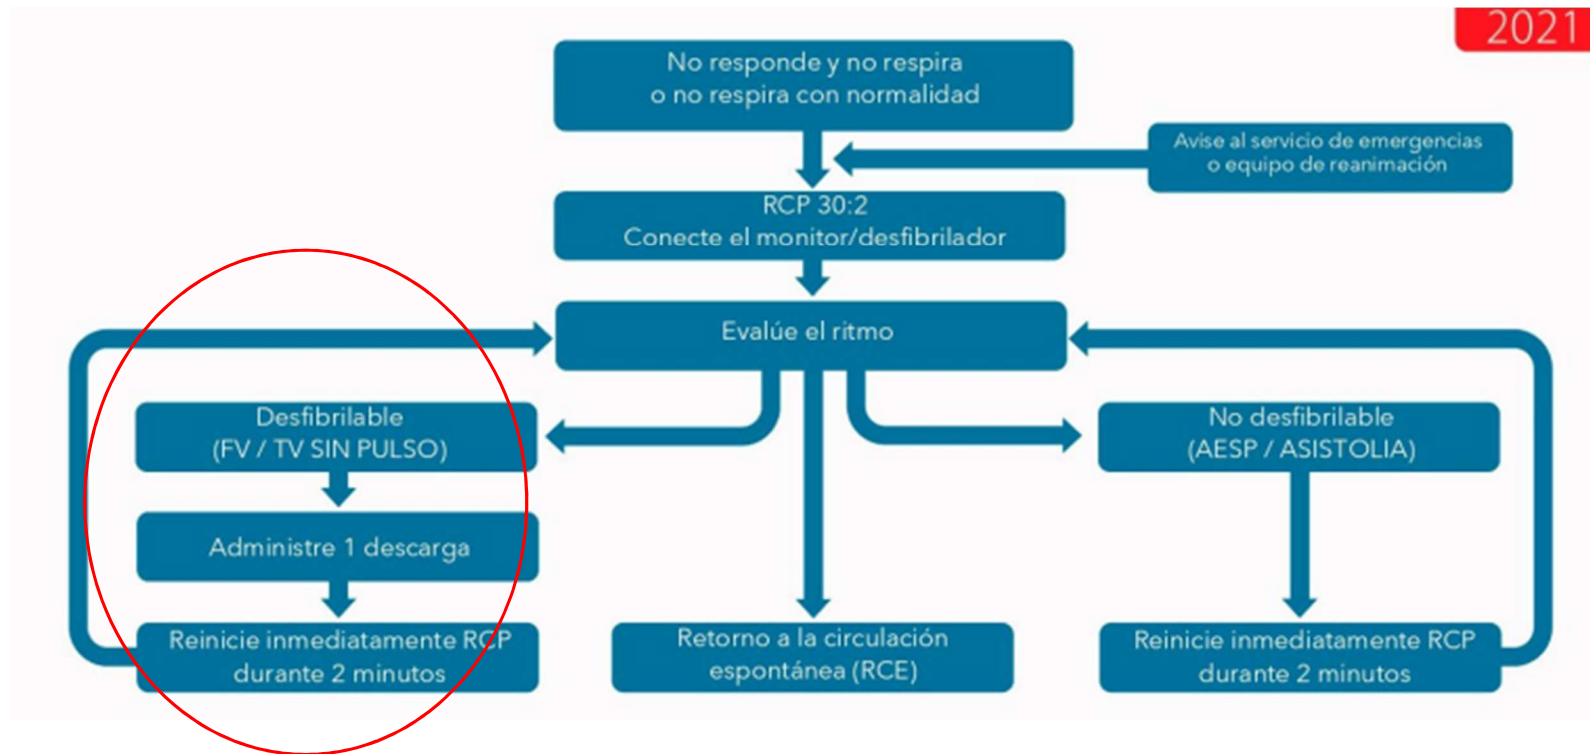 2021
No responde y no respira
o no respira con normalidad
Avise al servicio de emergencias
o equipo de reanimación
RCP 30:2
Conecte el monitor/desfibrilador
Evalúe el ritmo
Desfibrilable
(FV / TV SIN PULSO)
Administre 1 descarga
Reinicie inmediatamente RCP
durante 2 minutos
Retorno a la circulación
espontánea (RCE)
No desfibrilable
(AESP / ASISTOLIA)
Reinicie inmediatamente RCP
durante 2 minutos